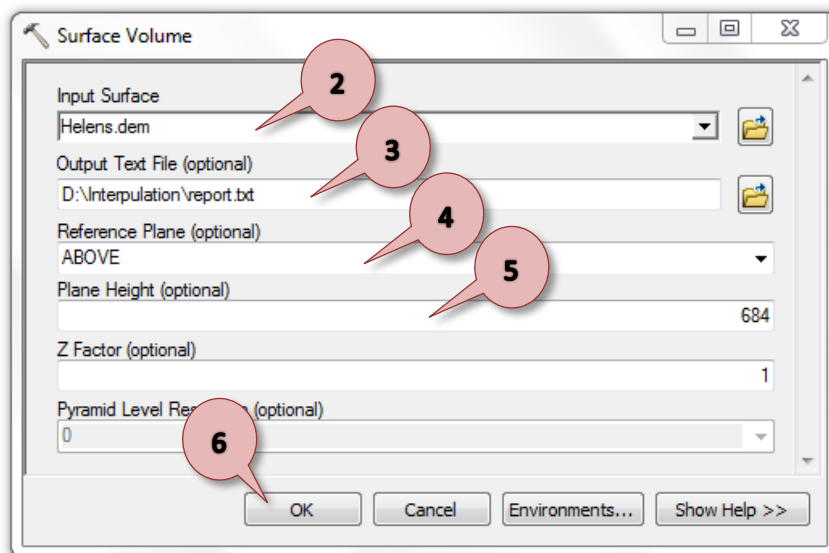 Surface Volume
2
Input Surface
Helens.dem
3
Output Text File (optional)
D:\Interpulation\report.txt
4
Reference Plane (optional)
ABOVE
5
Plane Height (optional)
684
Z Factor (optional)
1
Pyramid Level (optional)
0
6
OK Cancel Environments... Show Help >>